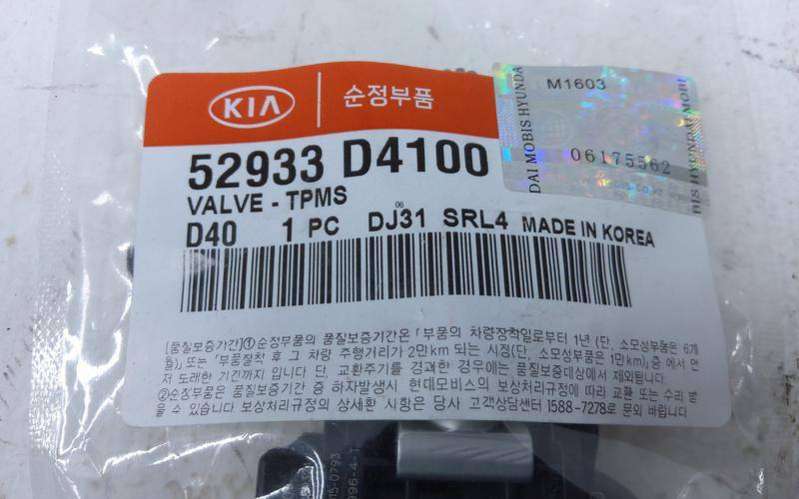 KIA 순정부품
M1603
DAI MOBIS HYUNDA
06175562
BIS HYUNDAI MOBI
52933 D4100
VALVE - TPMS
06
D40 1 PC DJ31 SRL4 MADE IN KOREA
[품질보증기간]①순정부품의 품질보증기간은 「부품의 차량장착일로부터 1년 (단, 소모성부품은 6개
월)」 또는 「부품장착 후 그 차량 주행거리가 2만km 되는 시점(단, 소모성부품은 1만km)」중 에서 먼
저 도래한 기간까지 입니다. 단, 교환주기를 경과한 경우에는 품질보증대상에서 제외됩니다.
②순정부품은 품질보증기간 중 하자발생시 현대모비스의 보상처리규정에 따라 교환 또는 수리 받
을 수 있습니다. 보상처리규정의 상세한 사항은 당사 고객상담센터 1588-7278로 문의 바랍니다
15-0793
996-4-1